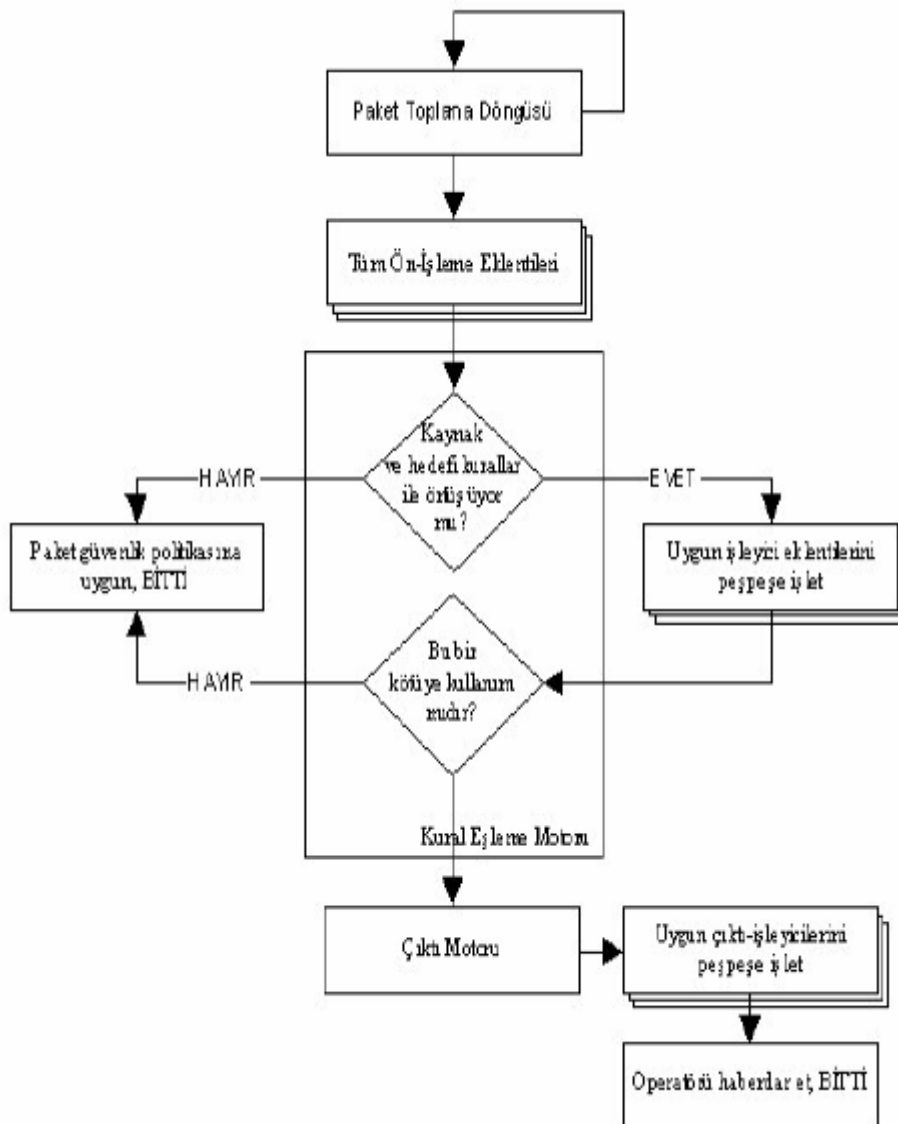 Paket Toplama Döngüsü
Tüm Ön-İşleme Eklentileri
Kaynak
ve hedefi kurallar
ile örtüşüyor
mu?
HAYIR
EVET
Paket güvenlik politikasına
uygun, BİTTİ
Uygun işleyici eklentilerini
peşpeşe işlet
Bu bir
kötüye kullanım
mıdır?
HAYIR
Kural Eşleme Motoru
Çıktı Motoru
Uygun çıktı-işleyicilerini
peşpeşe işlet
Operatörü haberdar et, BİTTİ